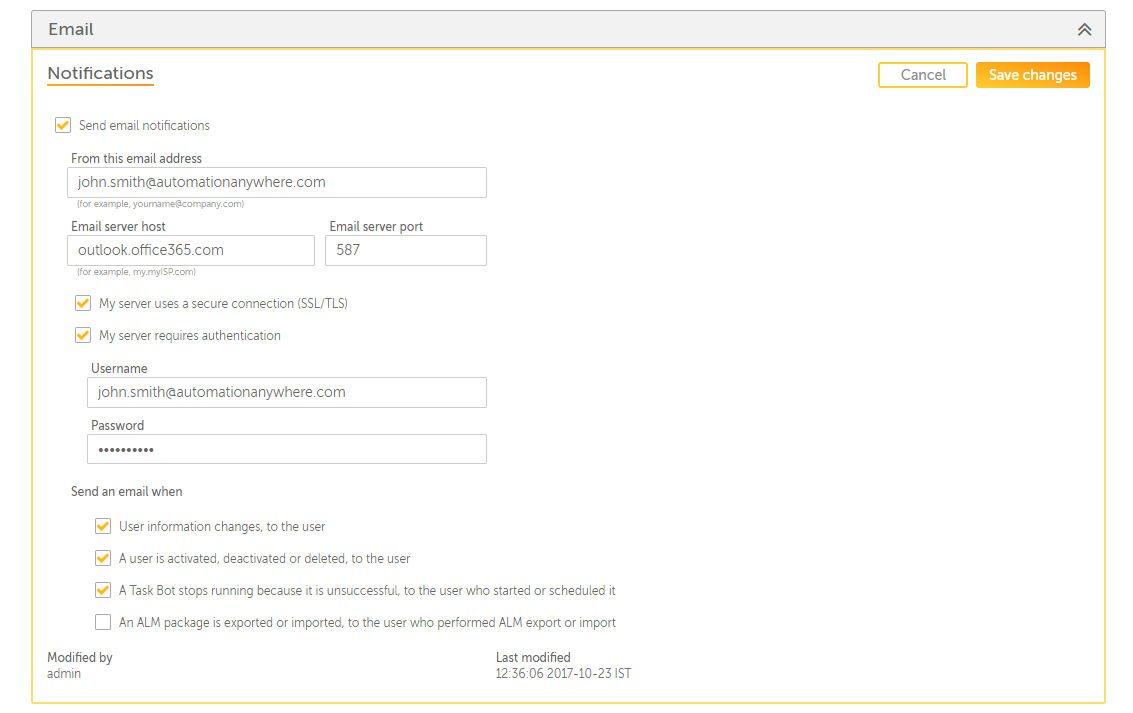 Email
Notifications
Cancel
Save changes
Send email notifications
From this email address
john.smith@automationanywhere.com
(for example, yourname@company.com)
Email server host
Email server port
outlook.office365.com
587
(for example, my.myISP.com)
My server uses a secure connection (SSL/TLS)
My server requires authentication
Username
john.smith@automationanywhere.com
Password
••••••••••
Send an email when
User information changes, to the user
A user is activated, deactivated or deleted, to the user
A Task Bot stops running because it is unsuccessful, to the user who started or scheduled it
An ALM package is exported or imported, to the user who performed ALM export or import
Modified by
Last modified
admin
12:36:06 2017-10-23 IST